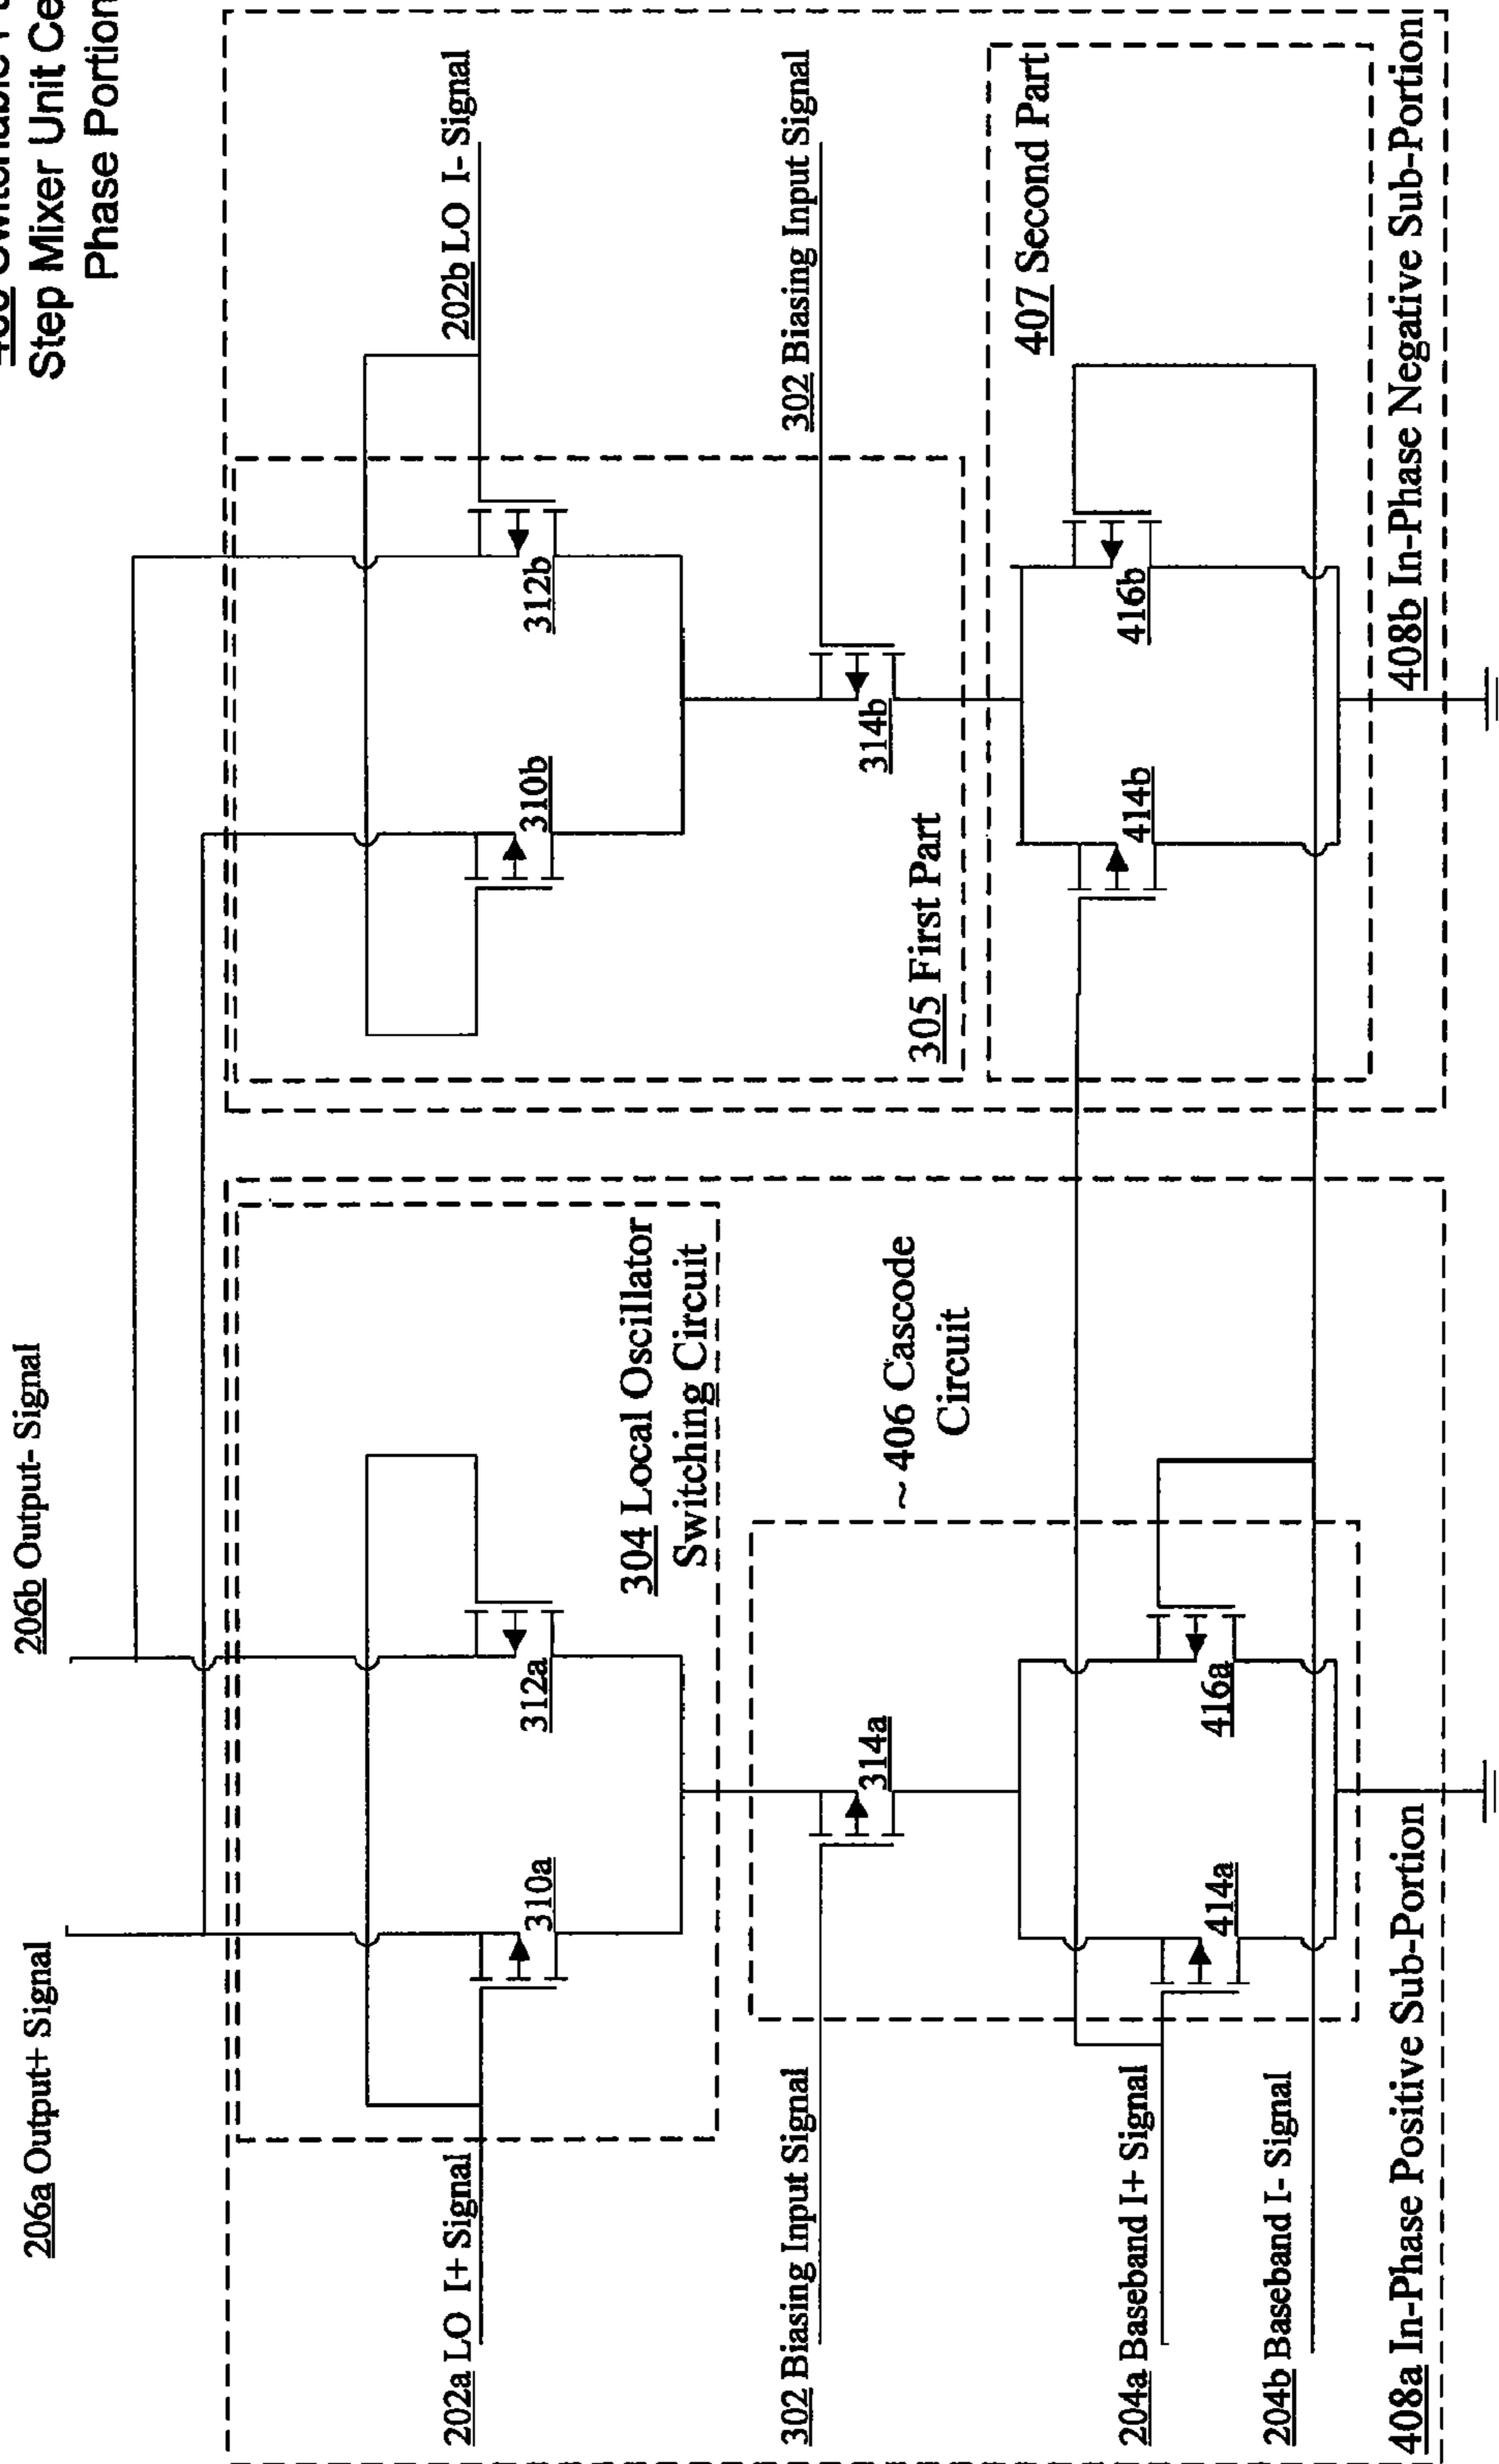 Step Mixer Unit
Phase Portion
206a Output+ Signal
206b Output- Signal
202a LO I+ Signal
310a
312a
304 Local Oscillator
Switching Circuit
310b
312b
202b LO I- Signal
302 Biasing Input Signal
314a
~406 Cascode
Circuit
305 First Part
314b
302 Biasing Input Signal
204a Baseband I+ Signal
414a
416a
204b Baseband I- Signal
414b
416b
407 Second Part
408a In-Phase Positive Sub-Portion
408b In-Phase Negative Sub-Portion